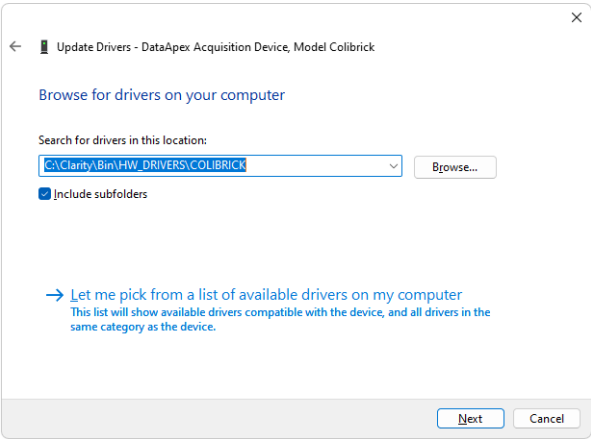 Update Drivers - DataApex Acquisition Device, Model Colibrick
Browse for drivers on your computer
Search for drivers in this location:
C:\Clarity\Bin\HW_DRIVERS\COLIBRICK
Browse...
Include subfolders
Let me pick from a list of available drivers on my computer
This list will show available drivers compatible with the device, and all drivers in the
same category as the device.
Next
Cancel